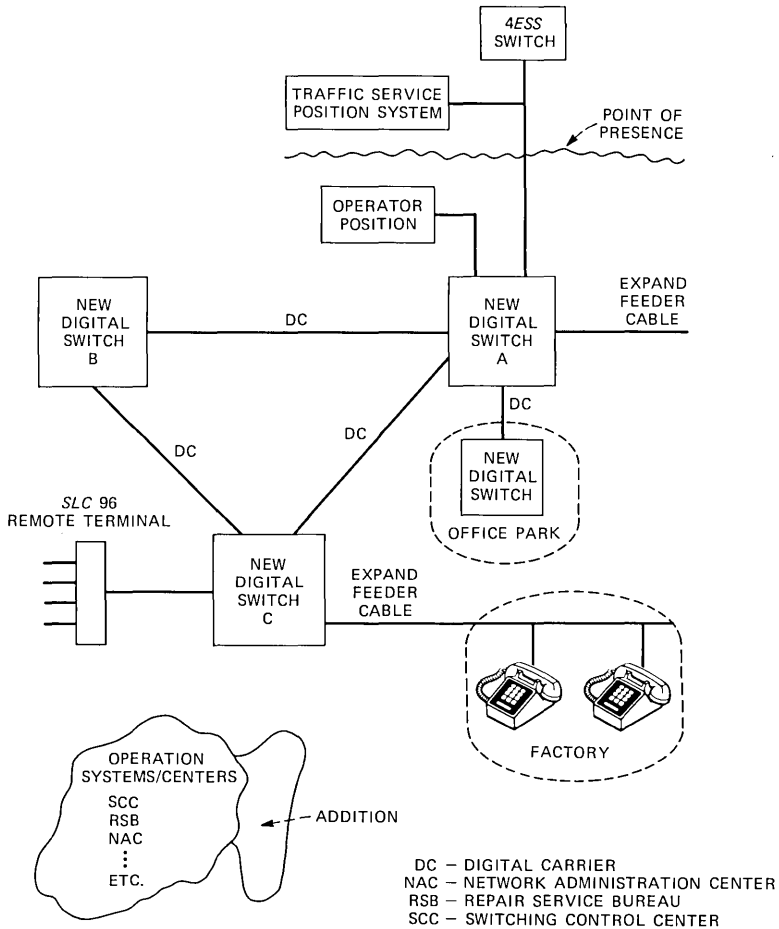 4ESS
SWITCH
TRAFFIC SERVICE
POSITION SYSTEM
POINT OF
PRESENCE
OPERATOR
POSITION
NEW
DIGITAL
SWITCH
B
DC
NEW
DIGITAL
SWITCH
A
EXPAND
FEEDER
CABLE
DC
DC
DC
NEW
DIGITAL
SWITCH
OFFICE PARK
SLC 96
REMOTE TERMINAL
NEW
DIGITAL
SWITCH
C
EXPAND
FEEDER
CABLE
FACTORY
OPERATION
SYSTEMS/CENTERS
SCC
RSB
NAC
⋮
ETC.
ADDITION
DC – DIGITAL CARRIER
NAC – NETWORK ADMINISTRATION CENTER
RSB – REPAIR SERVICE BUREAU
SCC – SWITCHING CONTROL CENTER